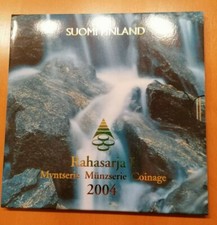 SUOMI FINLAND
Rahasarja
Myntserie Münzserie Coinage
2004